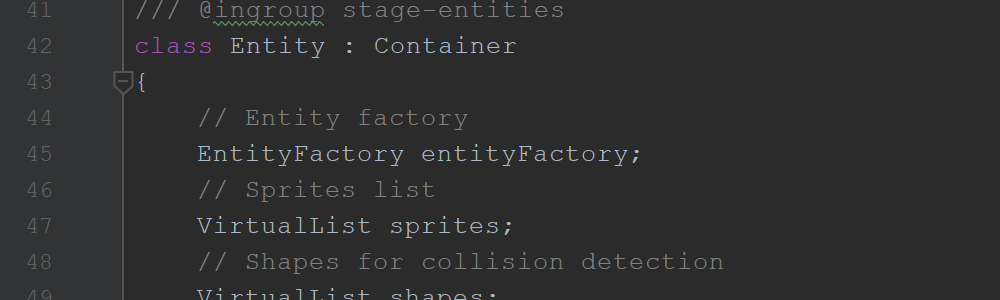 41 /// @ingroup stage-entities
42 class Entity : Container
43 {
44 // Entity factory
45 EntityFactory entityFactory;
46 // Sprites list
47 VirtualList sprites;
48 // Shapes for collision detection
49 VirtualList shapes;